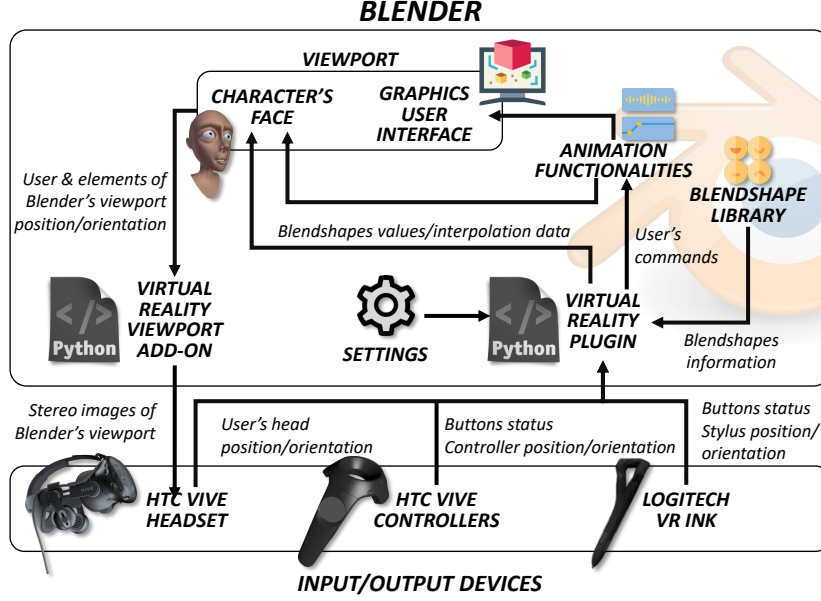 BLENDER
VIEWPORT
CHARACTER'S
FACE
GRAPHICS
USER
INTERFACE
ANIMATION
FUNCTIONALITIES
BLENDSHAPE
LIBRARY
User & elements of
Blender's viewport
position/orientation
Blendshapes values/interpolation data
User's
commands
</>
Python
VIRTUAL
REALITY
VIEWPORT
ADD-ON
SETTINGS
</>
Python
VIRTUAL
REALITY
PLUGIN
Blendshapes
information
Stereo images of
Blender's viewport
User's head
position/orientation
Buttons status
Controller position/orientation
Buttons status
Stylus position/
orientation
VIVE
HTC VIVE
HEADSET
HTC VIVE
CONTROLLERS
LOGITECH
VR INK
INPUT/OUTPUT DEVICES